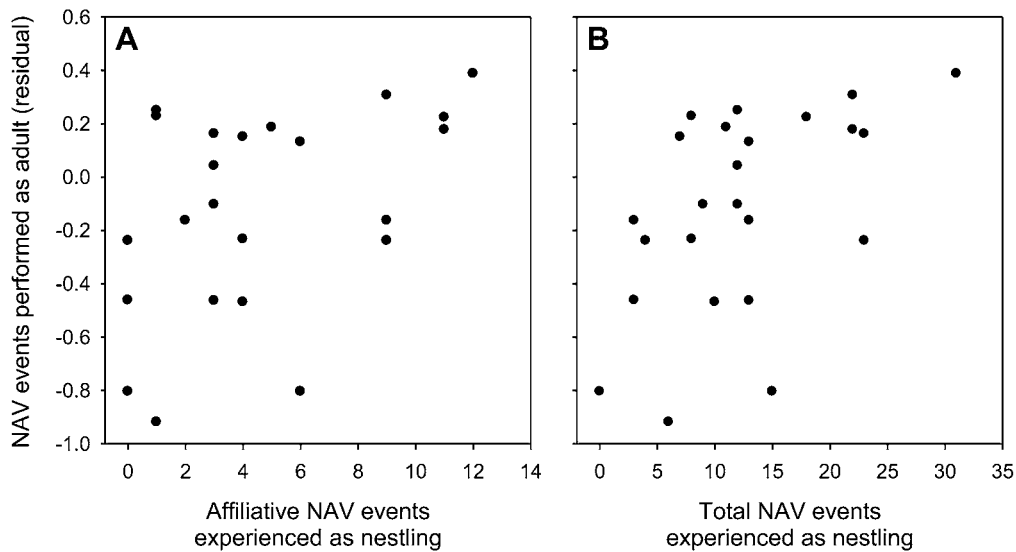 A
B
NAV events performed as adult (residual)
0.6
0.4
0.2
0.0
-0.2
-0.4
-0.6
-0.8
-1.0
0 2 4 6 8 10 12 14
0 5 10 15 20 25 30 35
Affiliative NAV events
experienced as nestling
Total NAV events
experienced as nestling